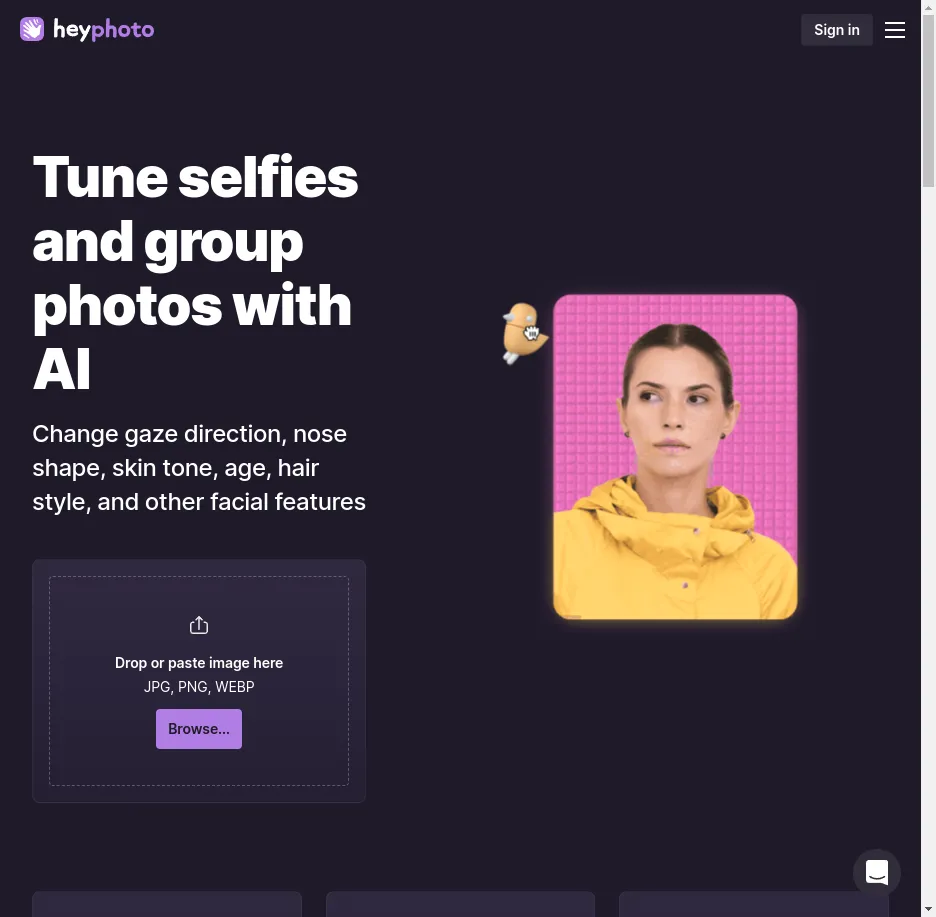 heyphoto
Sign in
Tune selfies
and group
photos with
AI
Change gaze direction, nose
shape, skin tone, age, hair
style, and other facial features
Drop or paste image here
JPG, PNG, WEBP
Browse...